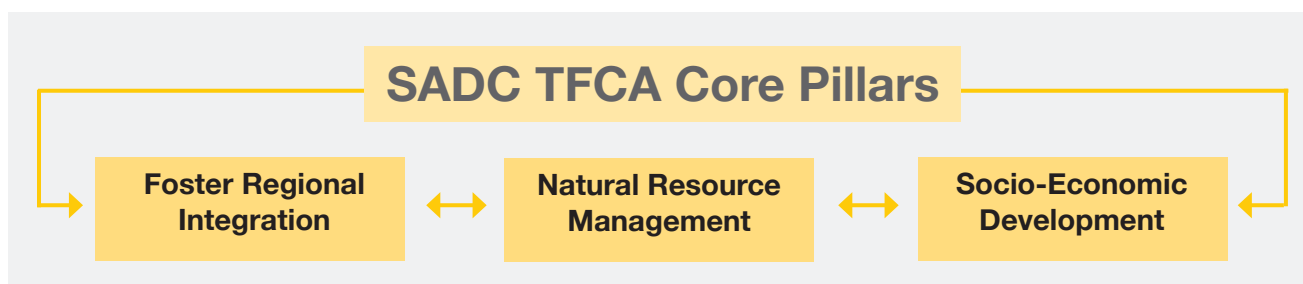 SADC TFCA Core Pillars
Foster Regional
Integration
Natural Resource
Management
Socio-Economic
Development